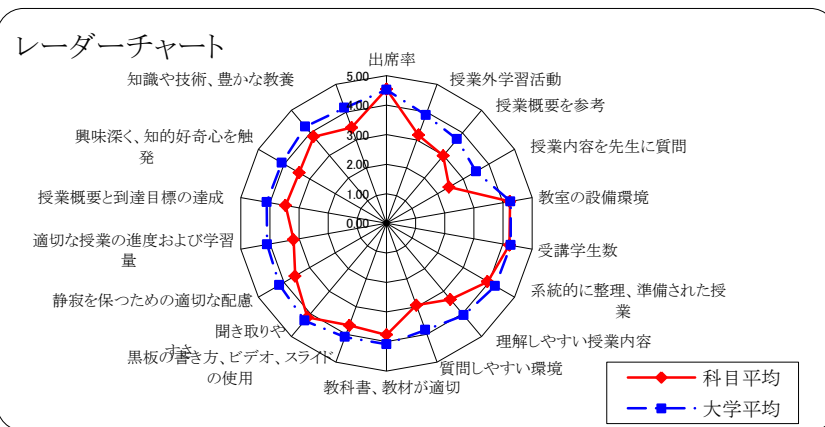 レーダーチャート
出席率
授業外学習活動
授業概要を参考
授業内容を先生に質問
教室の設備環境
受講学生数
系統的に整理、準備された授
業
理解しやすい授業内容
質問しやすい環境
教科書、教材が適切
黒板の書き方、ビデオ、スライド
の使用
聞き取りや
すさ
静寂を保つための適切な配慮
適切な授業の進度および学習
量
授業概要と到達目標の達成
興味深く、知的好奇心を触
発
知識や技術、豊かな教養
5.00
4.00
3.00
2.00
1.00
0.00
科目平均
大学平均